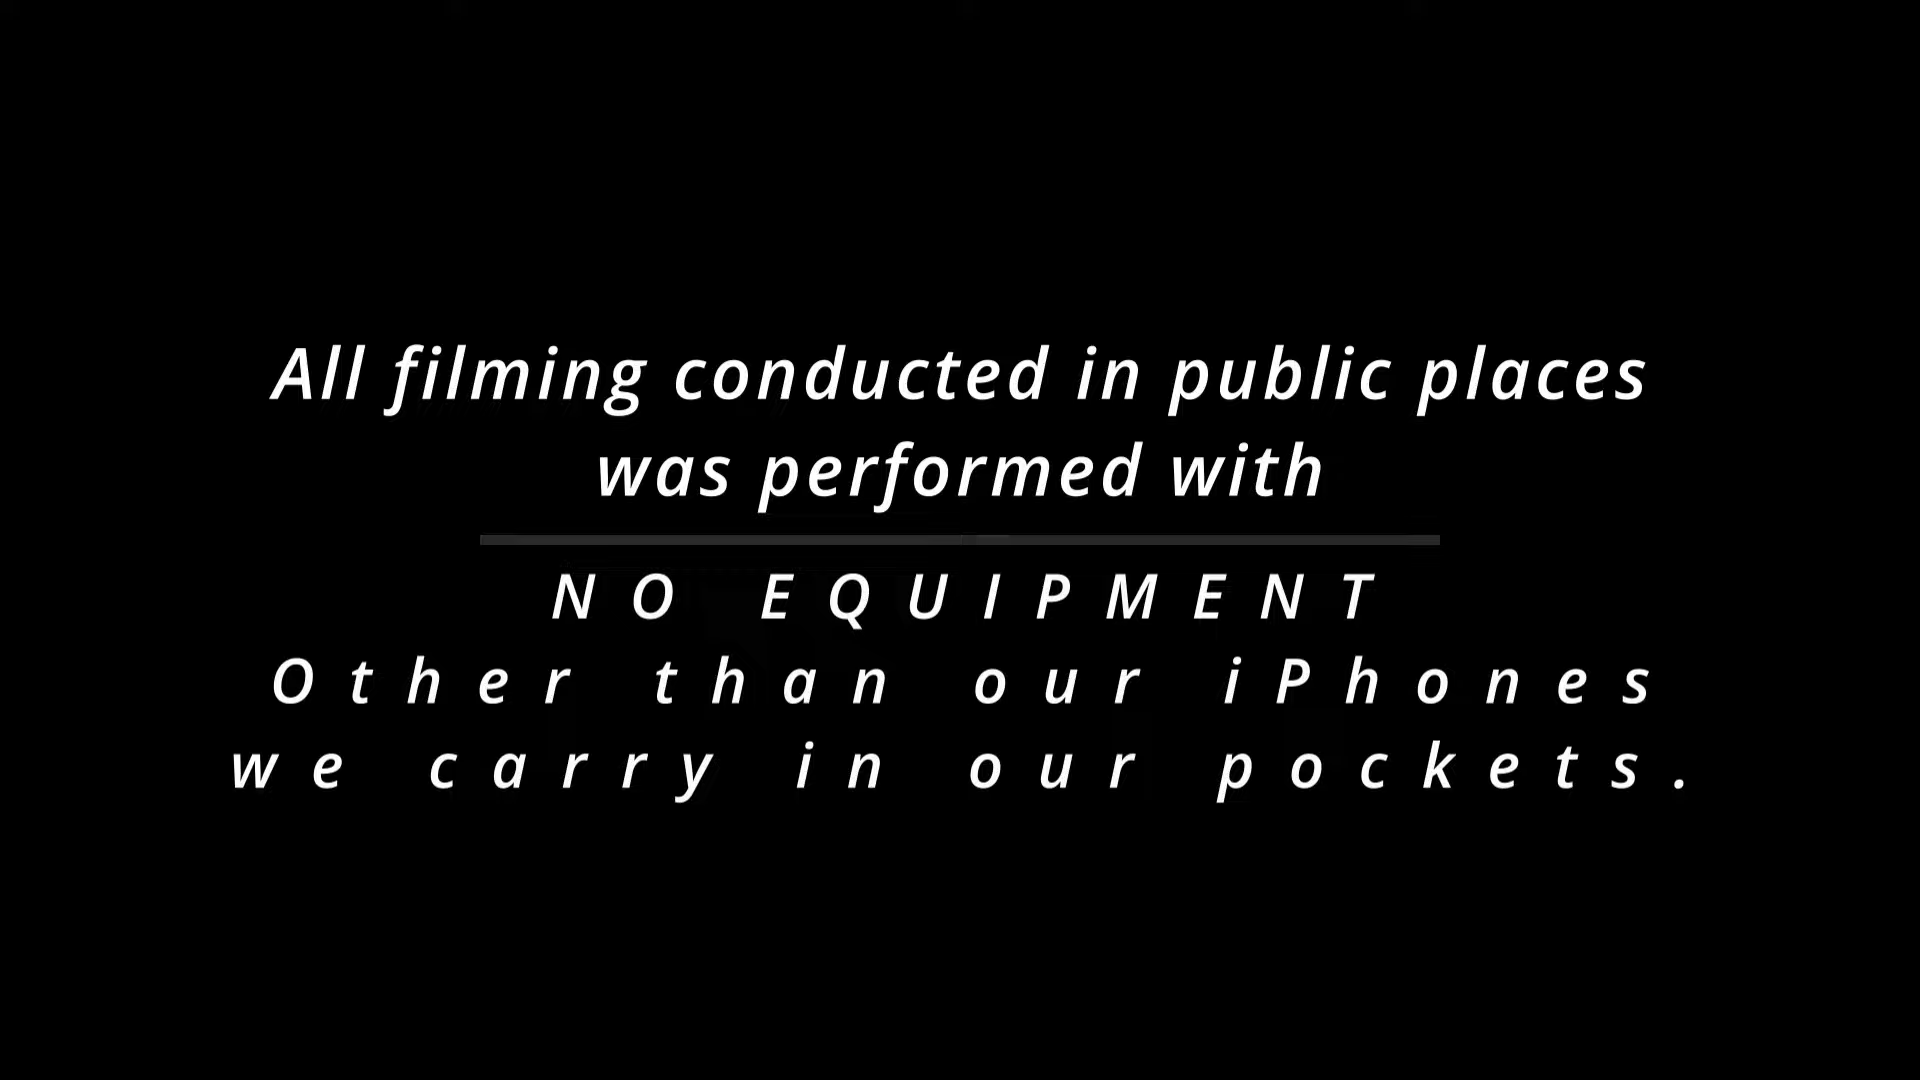 All filming conducted in public places
was performed with
NO EQUIPMENT
Other than our iPhones
we carry in our pockets.